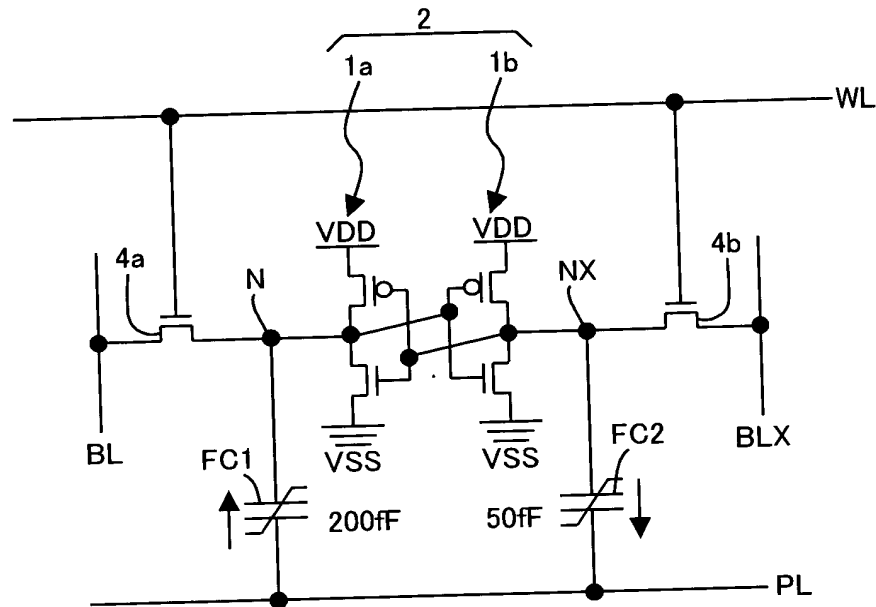 2
1a
1b
WL
VDD
VDD
4a
N
NX
4b
BL
FC1
VSS
VSS
FC2
BLX
200fF
50fF
PL